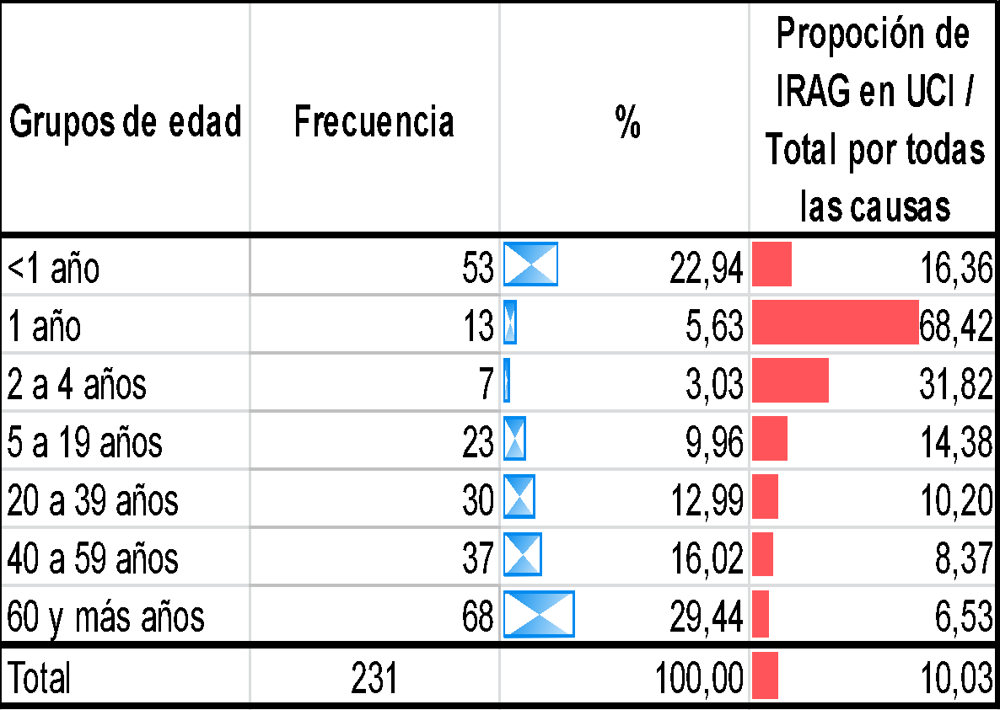 Grupos de edad Frecuencia % Propoción de
IRAG en UCI /
Total por todas
las causas
<1 año 53 22,94 16,36
1 año 13 5,63 68,42
2 a 4 años 7 3,03 31,82
5 a 19 años 23 9,96 14,38
20 a 39 años 30 12,99 10,20
40 a 59 años 37 16,02 8,37
60 y más años 68 29,44 6,53
Total 231 100,00 10,03